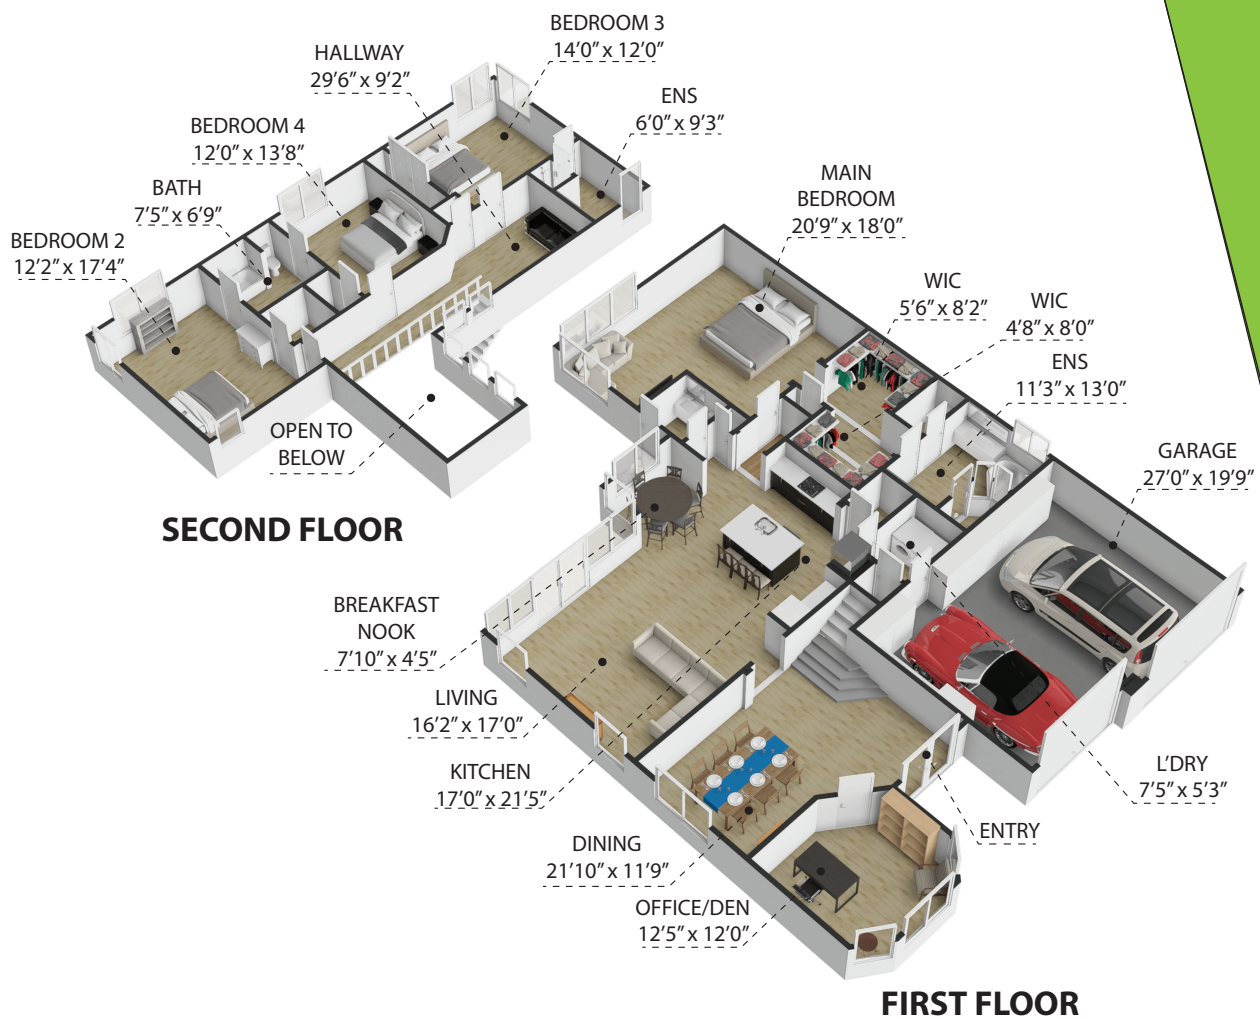 BEDROOM 3
14’0” x 12’0”
HALLWAY
29’6” x 9’2”
ENS
6’0” x 9’3”
BEDROOM 4
12’0” x 13’8”
BATH
7’5” x 6’9”
BEDROOM 2
12’2” x 17’4”
OPEN TO
BELOW
SECOND FLOOR
MAIN
BEDROOM
20’9” x 18’0”
WIC
5’6” x 8’2”
WIC
4’8” x 8’0”
ENS
11’3” x 13’0”
GARAGE
27’0” x 19’9”
BREAKFAST
NOOK
7’10” x 4’5”
LIVING
16’2” x 17’0”
KITCHEN
17’0” x 21’5”
DINING
21’10” x 11’9”
OFFICE/DEN
12’5” x 12’0”
L’DRY
7’5” x 5’3”
ENTRY
FIRST FLOOR